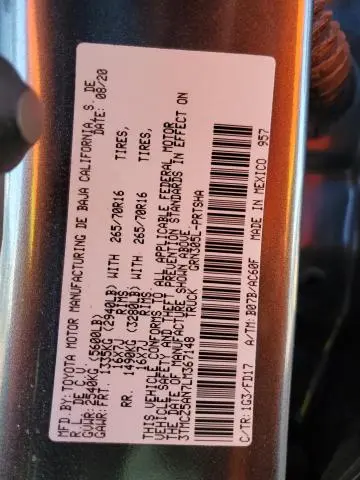 MFD.BY: TOYOTA MOTOR MANUFACTURING DE BAJA CALIFORNIA, S. DE
R. L. DE C.V. DATE: 08/20
GVWR: 2540KG (5600LB)
GAWR: FRT. 1335KG (2940LB) WITH 265/70R16 TIRES,
16X7J RIMS
RR. 1490KG (3280LB) WITH 265/70R16 TIRES,
16X7J RIMS
THIS VEHICLE CONFORMS TO ALL APPLICABLE FEDERAL MOTOR
VEHICLE SAFETY AND THEFT PREVENTION STANDARDS IN EFFECT ON
THE DATE OF MANUFACTURE SHOWN ABOVE.
3TMCZ5AN7LM367148 TRUCK GRN305L-PRTSHA
C/TR: 1G3/FD17 A/TM: B07B/AC60F MADE IN MEXICO 957